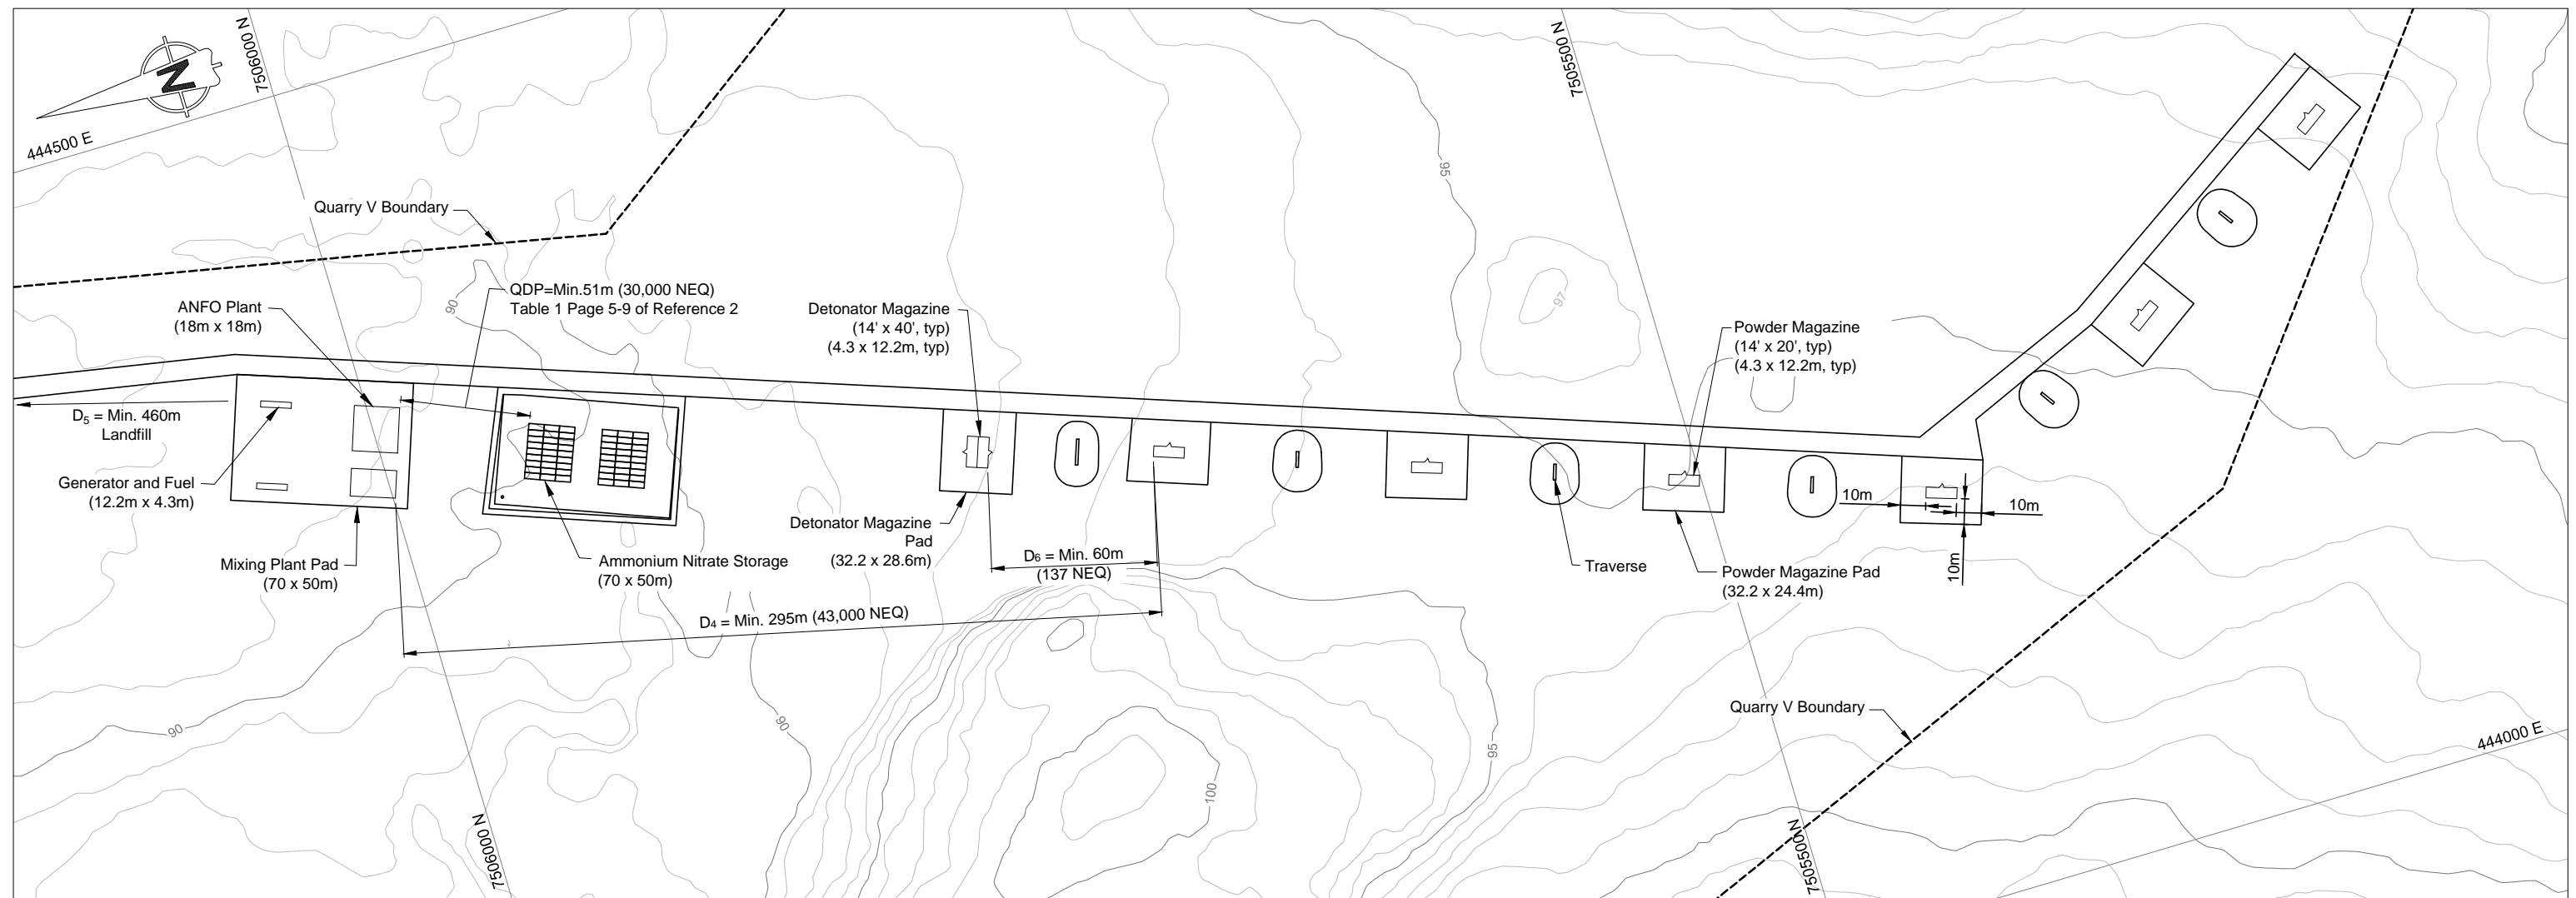 7506000 N
7505500 N
N
444500 E
Quarry V Boundary
QDP=Min.51m (30,000 NEQ)
Table 1 Page 5-9 of Reference 2
90
95
97
ANFO Plant
(18m x 18m)
Detonator Magazine
(14' x 40', typ)
(4.3 x 12.2m, typ)
Powder Magazine
(14' x 20', typ)
(4.3 x 12.2m, typ)
D5 = Min. 460m
Landfill
Generator and Fuel
(12.2m x 4.3m)
Mixing Plant Pad
(70 x 50m)
Ammonium Nitrate Storage
(70 x 50m)
Detonator Magazine
Pad
(32.2 x 28.6m)
D6 = Min. 60m
(137 NEQ)
D4 = Min. 295m (43,000 NEQ)
Traverse
Powder Magazine Pad
(32.2 x 24.4m)
10m
10m
10m
90
90
95
100
Quarry V Boundary
444000 E
7506000 N
7505500 N